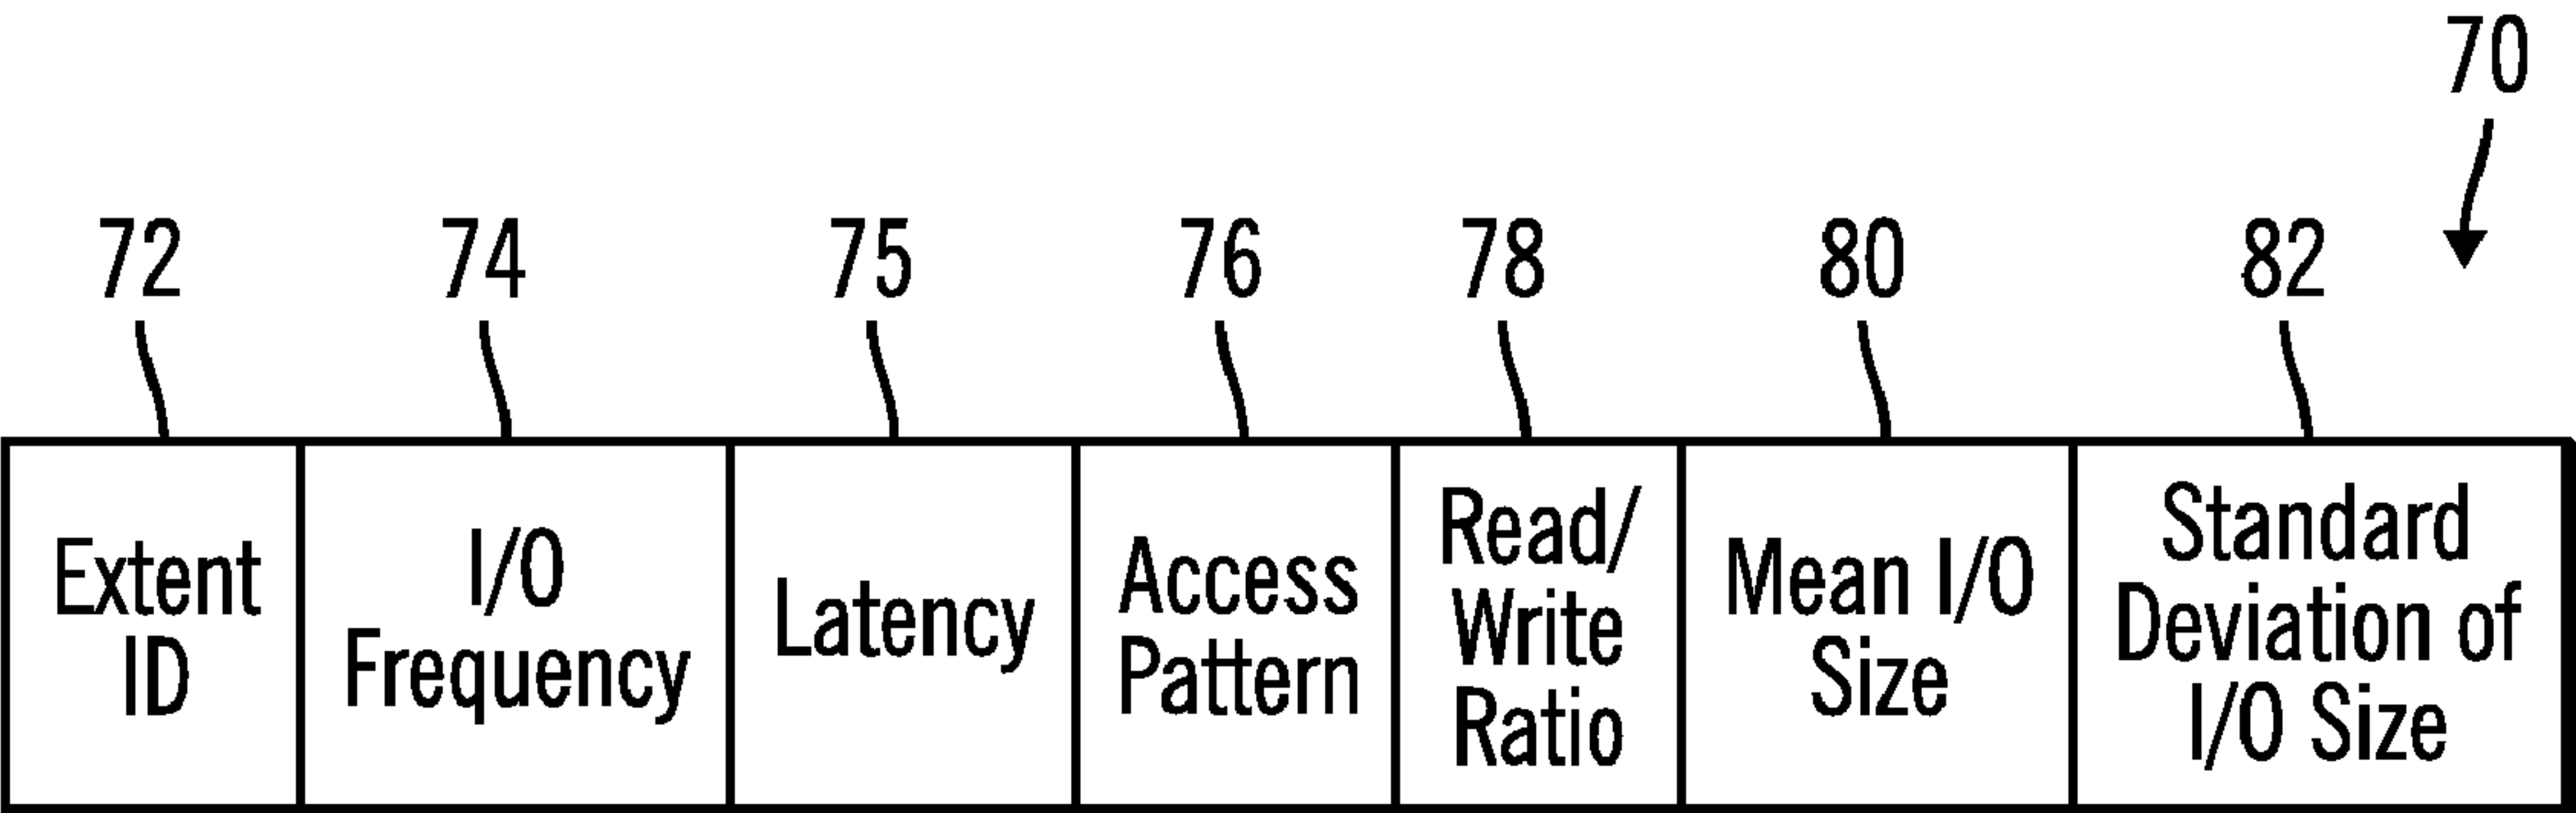 70
72 74 75 76 78 80 82
Extent
ID
I/O
Frequency
Latency
Access
Pattern
Read/
Write
Ratio
Mean I/O
Size
Standard
Deviation of
I/O Size